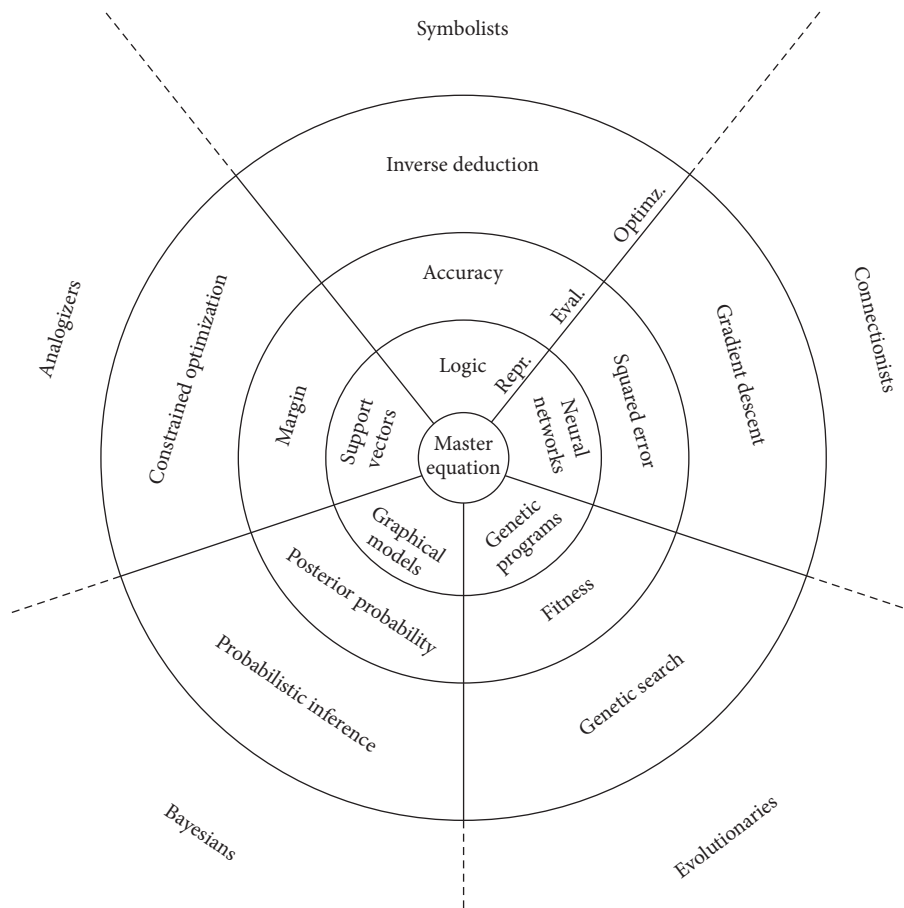 Symbolists
Inverse deduction
Optimz.
Accuracy
Eval.
Logic
Repr.
Analogizers
Constrained optimization
Margin
Support
vectors
Master
equation
Neural
networks
Squared error
Gradient descent
Connectionists
Graphical
models
Genetic
programs
Posterior probability
Fitness
Probabilistic inference
Genetic search
Bayesians
Evolutionaries